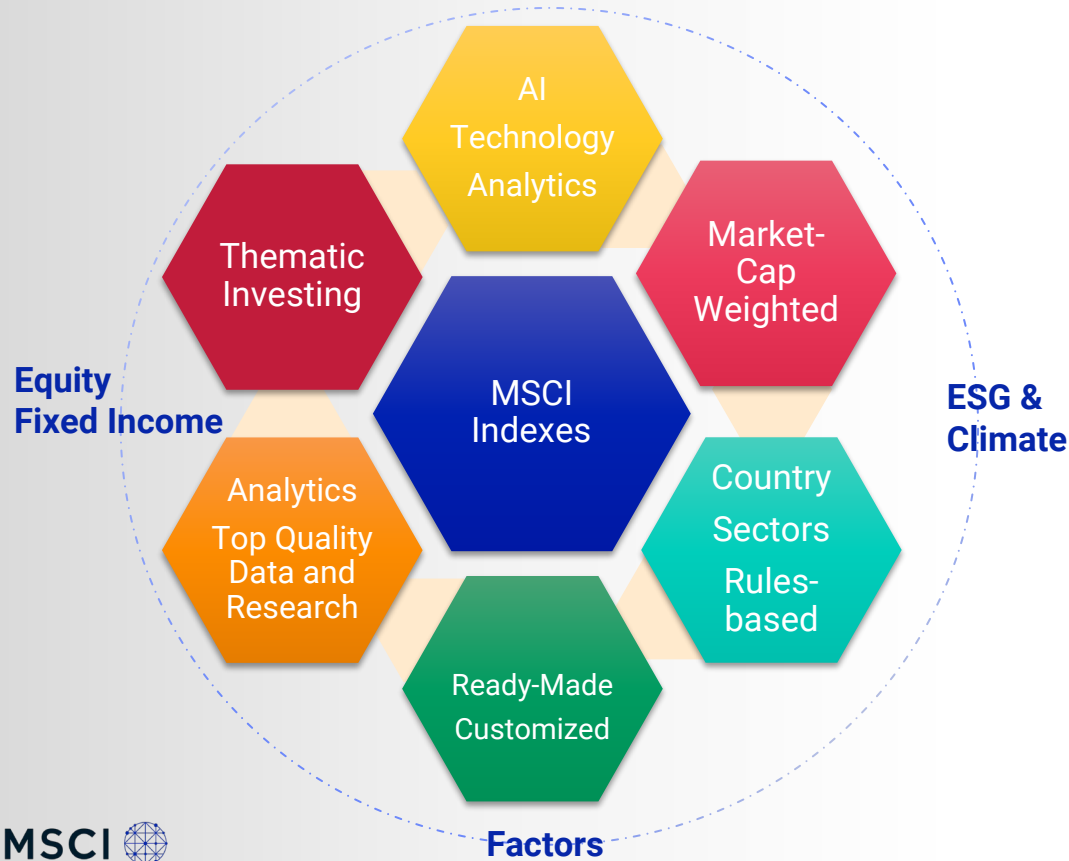 AI
Technology
Analytics
Thematic
Investing
Market-
Cap
Weighted
MSCI
Indexes
Equity
Fixed Income
ESG &
Climate
Analytics
Top Quality
Data and
Research
Country
Sectors
Rules-
based
Ready-Made
Customized
MSCI
Factors